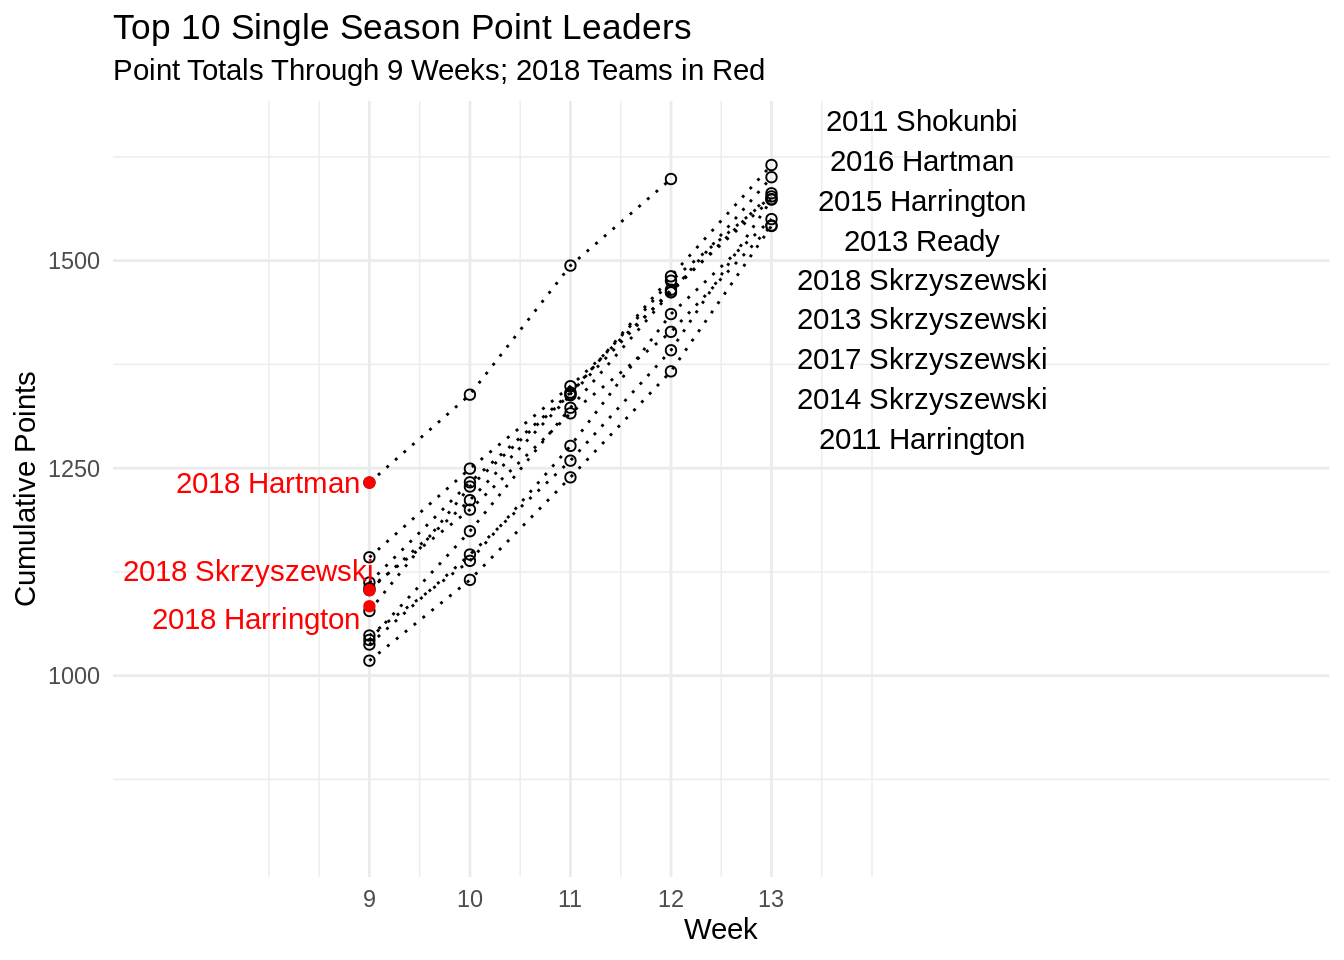 Top 10 Single Season Point Leaders
Point Totals Through 9 Weeks; 2018 Teams in Red
2011 Shokunbi
2016 Hartman
2015 Harrington
2013 Ready
2018 Skrzyszewski
2013 Skrzyszewski
2017 Skrzyszewski
2014 Skrzyszewski
2011 Harrington
2018 Hartman
2018 Skrzyszewski
2018 Harrington
Cumulative Points
1500
1250
1000
9 10 11 12 13
Week